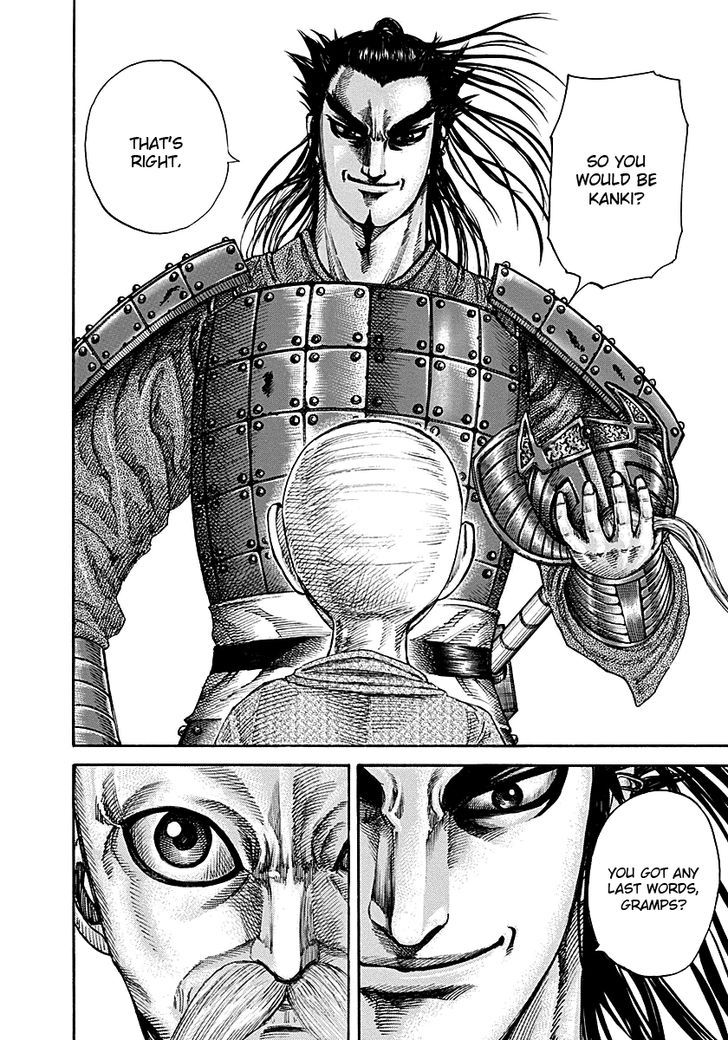 SO YOU
WOULD BE
KANKI?
THAT'S
RIGHT.
YOU GOT ANY
LAST WORDS,
GRAMPS?